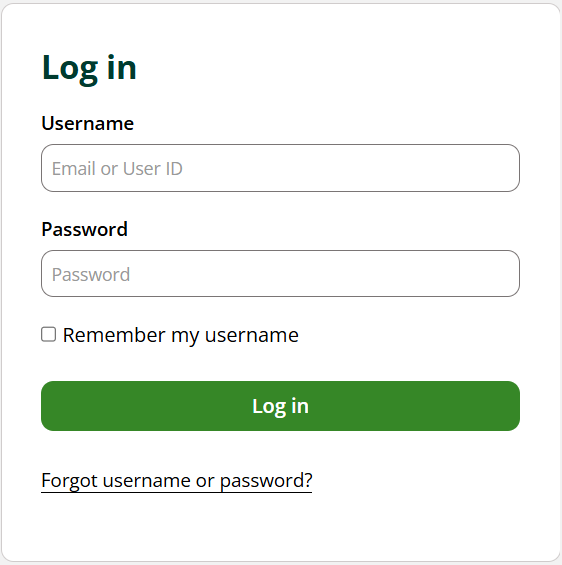 Log in
Username
Email or User ID
Password
Password
Remember my username
Log in
Forgot username or password?